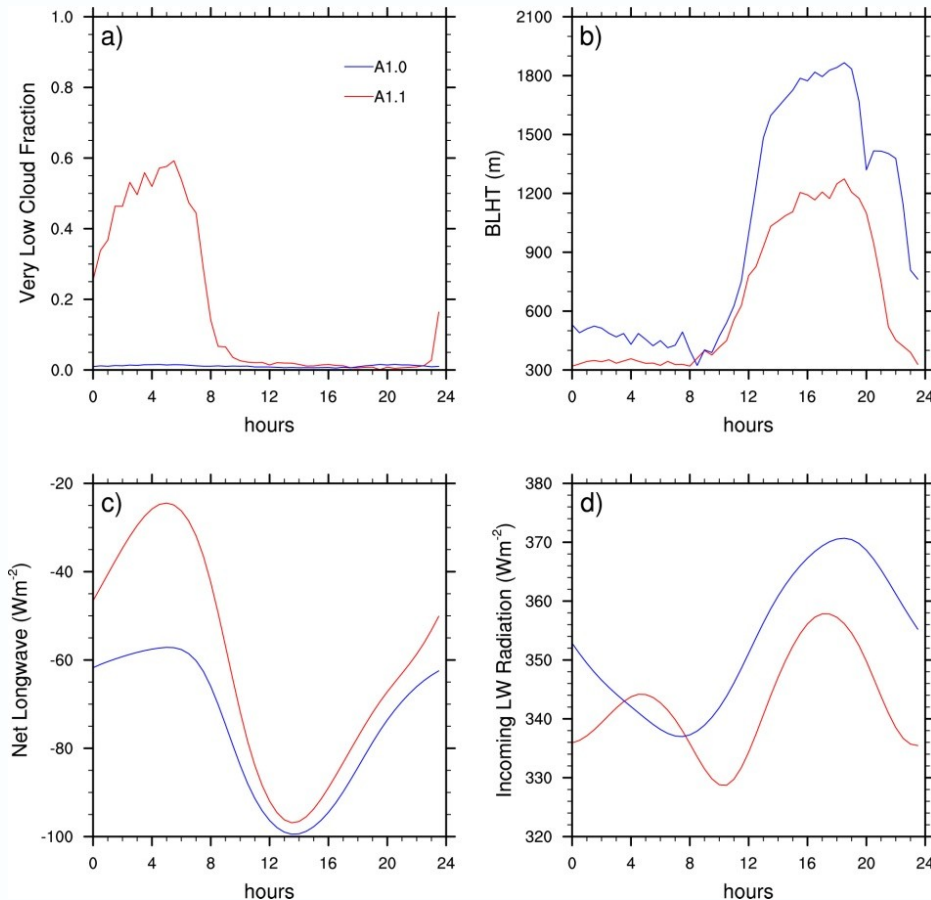 a)
A1.0
A1.1
Very Low Cloud Fraction
1.0
0.8
0.6
0.4
0.2
0.0
0 4 8 12 16 20 24
hours
b)
BLHT (m)
2100
1800
1500
1200
900
600
300
0 4 8 12 16 20 24
hours
c)
Net Longwave (Wm-2)
-20
-40
-60
-80
-100
0 4 8 12 16 20 24
hours
d)
Incoming LW Radiation (Wm-2)
380
370
360
350
340
330
320
0 4 8 12 16 20 24
hours